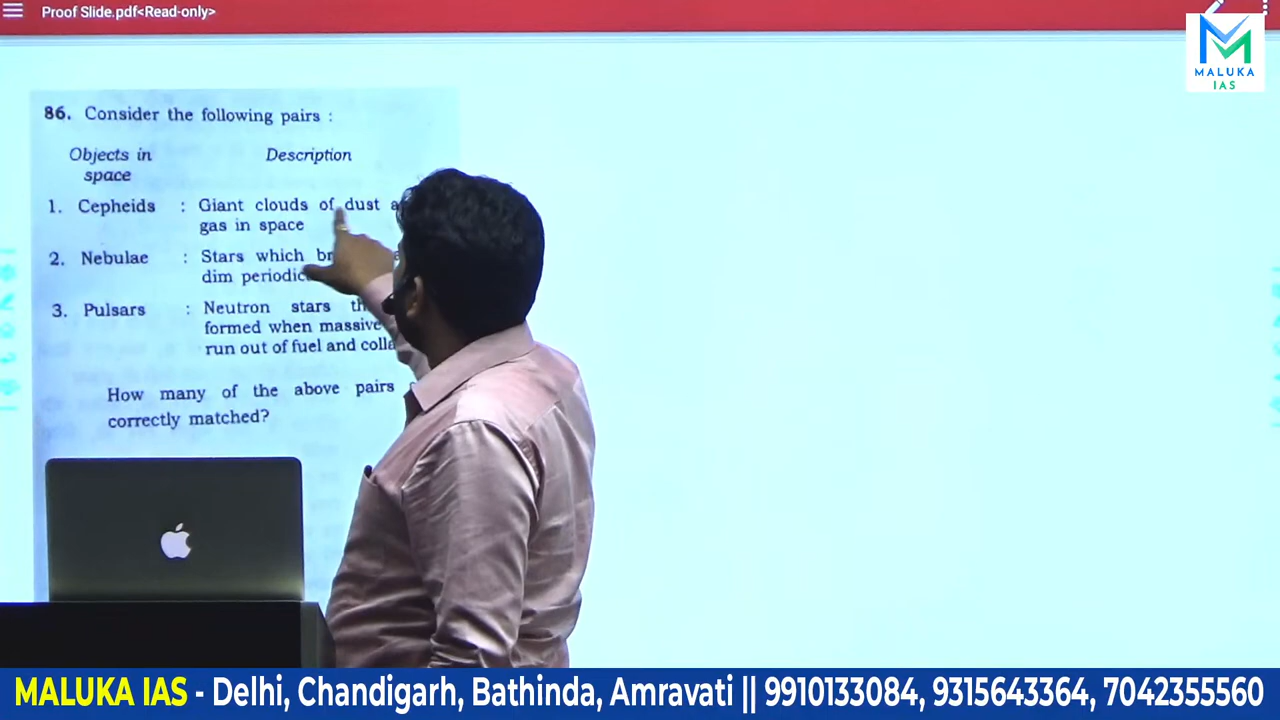 Proof Slide.pdf<Read-only>
MALUKA
IAS
86. Consider the following pairs :
Objects in Description
space
1. Cepheids : Giant clouds of dust
gas in space
2. Nebulae : Stars which
dim
3. Pulsars : Neutron stars
formed when massive
run out of fuel and
How many of the above pairs
correctly matched?
MALUKA IAS - Delhi, Chandigarh, Bathinda, Amravati || 9910133084, 9315643364, 7042355560